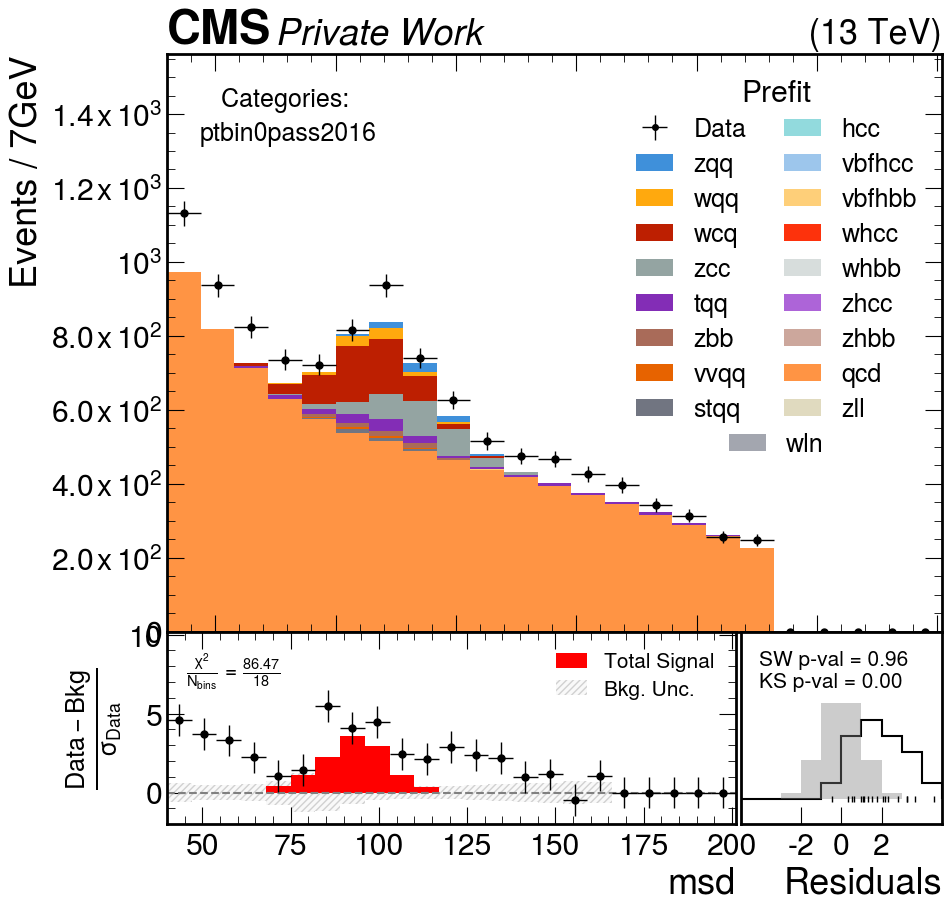 CMS Private Work (13 TeV)
Events / 7GeV
Categories:
ptbin0pass2016
Prefit
Data hcc
zqq vbfhcc
wqq vbfhbb
wcq whcc
zcc whbb
tqq zhcc
zbb zhbb
vvqq qcd
stqq zll
wln
1.4 x 10³
1.2 x 10³
10³
8.0 x 10²
6.0 x 10²
4.0 x 10²
2.0 x 10²
0
Data – Bkg
σData
10
5
0
χ²/Nbins = 86.47/18
Total Signal
Bkg. Unc.
50 75 100 125 150 175 200
msd
SW p-val = 0.96
KS p-val = 0.00
-2 0 2
Residuals